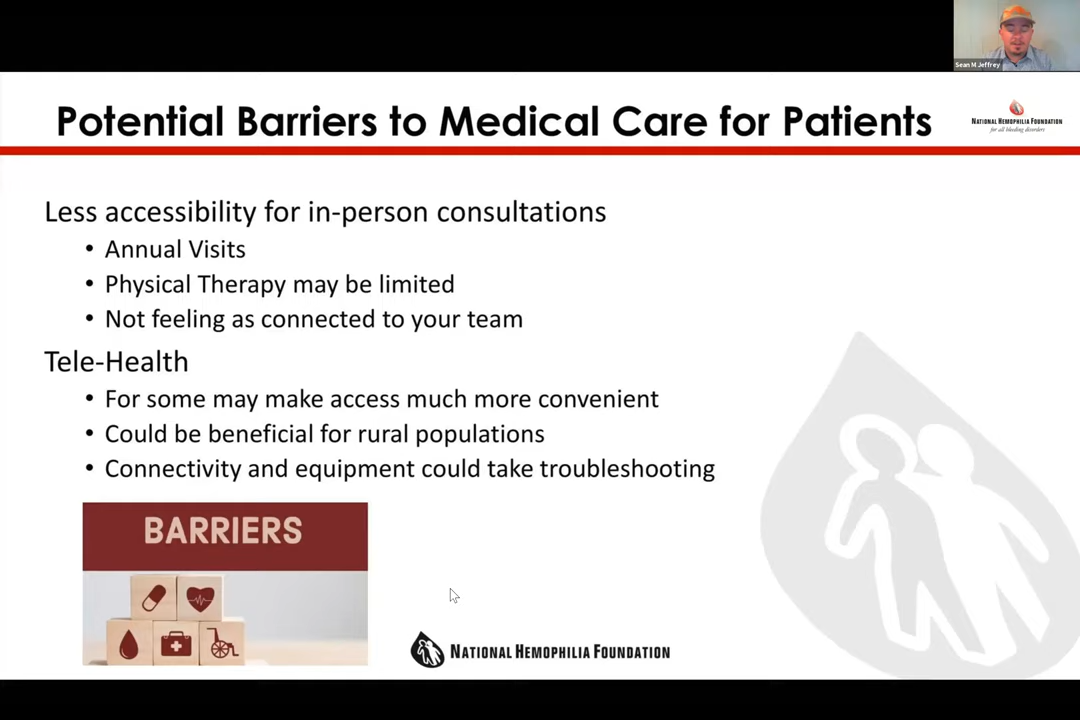 Sean M Jeffrey
Potential Barriers to Medical Care for Patients
NATIONAL HEMOPHILIA FOUNDATION
for all bleeding disorders
Less accessibility for in-person consultations
• Annual Visits
• Physical Therapy may be limited
• Not feeling as connected to your team
Tele-Health
• For some may make access much more convenient
• Could be beneficial for rural populations
• Connectivity and equipment could take troubleshooting
BARRIERS
NATIONAL HEMOPHILIA FOUNDATION